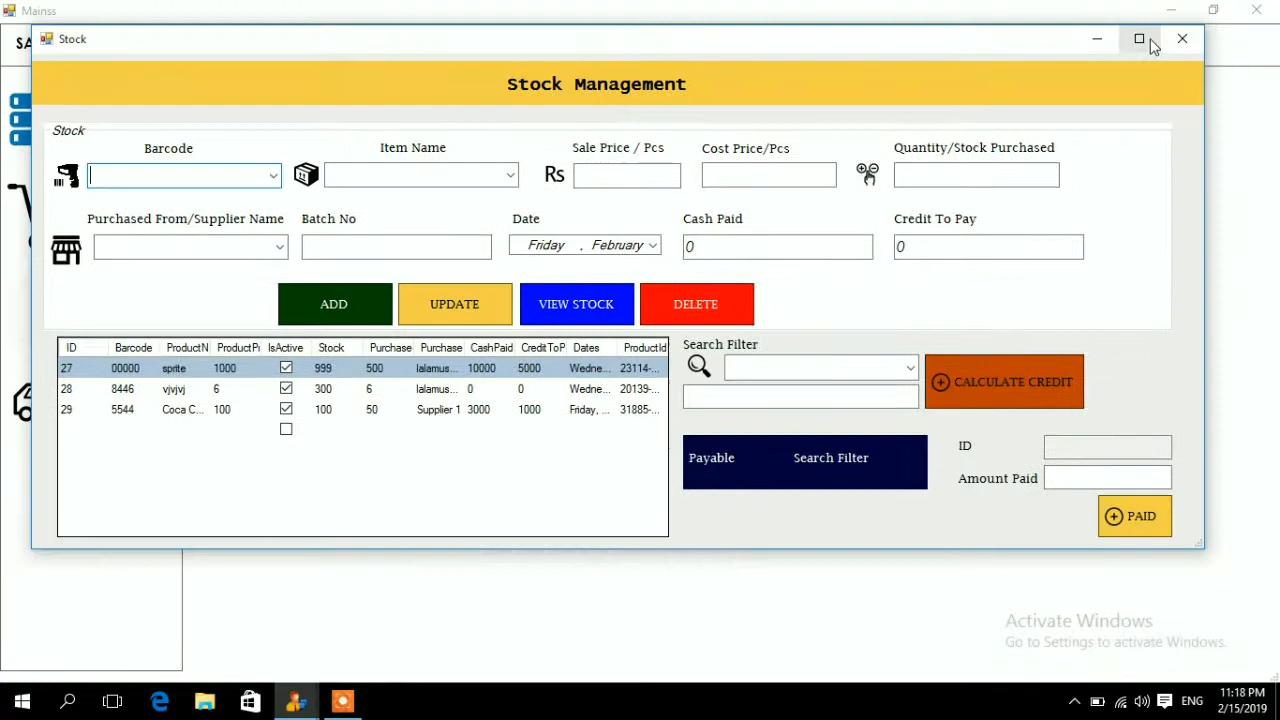 Mainss
SA
Stock
Stock Management
Stock
Barcode Item Name Sale Price / Pcs Cost Price/Pcs Quantity/Stock Purchased
Rs
Purchased From/Supplier Name Batch No Date Cash Paid Credit To Pay
Friday , February 0 0
ADD UPDATE VIEW STOCK DELETE
ID Barcode ProductN ProductPr IsActive Stock Purchase Purchase CashPaid CreditToP Dates ProductId
27 00000 sprite 1000 999 500 lalamus... 10000 5000 Wedne... 23114-...
28 8446 vjvjvj 6 300 6 lalamus... 0 0 Wedne... 20139-...
29 5544 Coca C... 100 100 50 Supplier 1 3000 1000 Friday, ... 31885-...
Search Filter
CALCULATE CREDIT
Payable Search Filter
ID
Amount Paid
PAID
Activate Windows
Go to Settings to activate Windows.
ENG
11:18 PM
2/15/2019